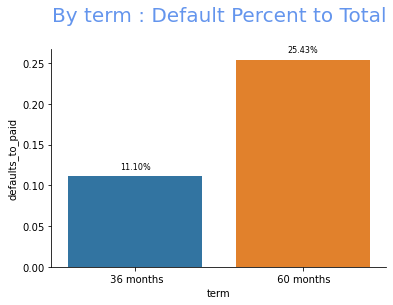 By term : Default Percent to Total
25.43%
0.25
0.20
11.10%
0.15
defaults_to_paid
0.10
0.05
0.00
36 months
60 months
term